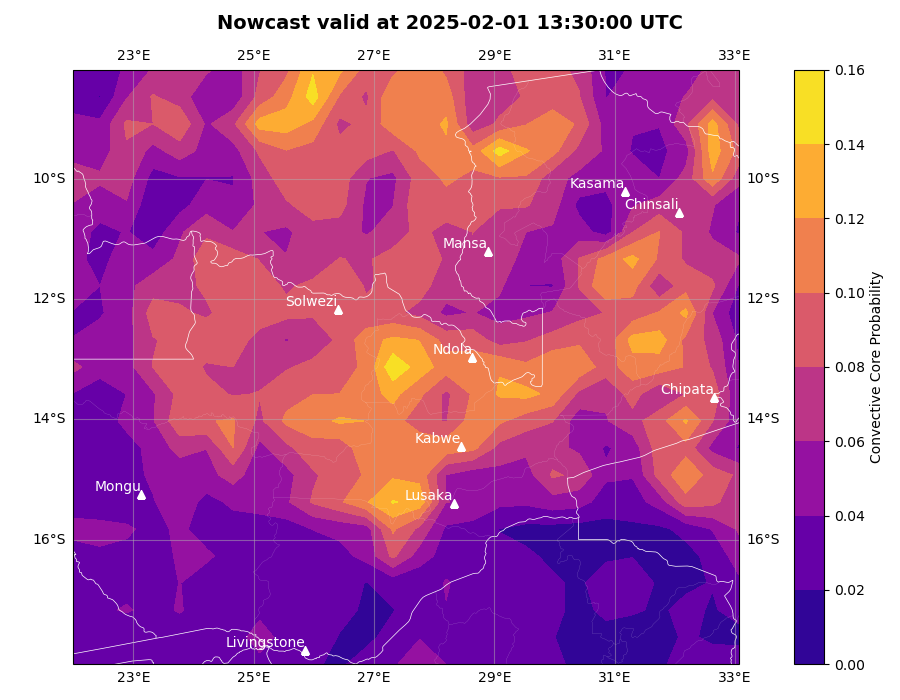 Nowcast valid at 2025-02-01 13:30:00 UTC
23°E 25°E 27°E 29°E 31°E 33°E
0.16
0.14
0.12
0.10
0.08
0.06
0.04
0.02
0.00
Convective Core Probability
10°S 10°S
12°S 12°S
14°S 14°S
16°S 16°S
Kasama
Chinsali
Mansa
Solwezi
Ndola
Chipata
Kabwe
Mongu
Lusaka
Livingstone
23°E 25°E 27°E 29°E 31°E 33°E